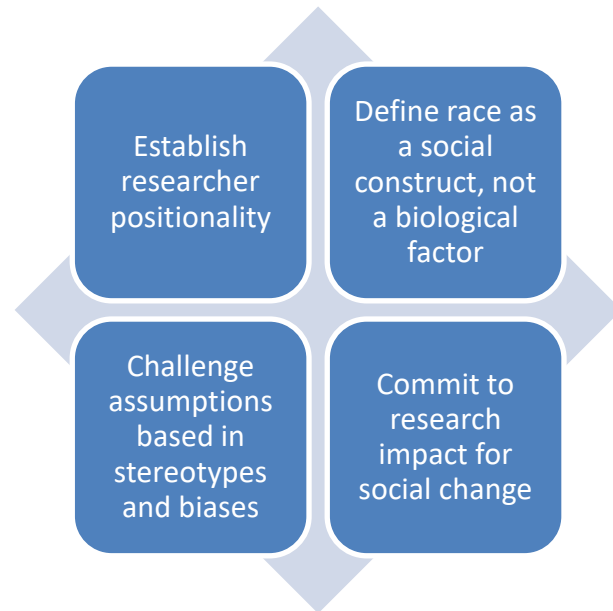 Establish
researcher
positionality
Define race as
a social
construct, not
a biological
factor
Challenge
assumptions
based in
stereotypes
and biases
Commit to
research
impact for
social change